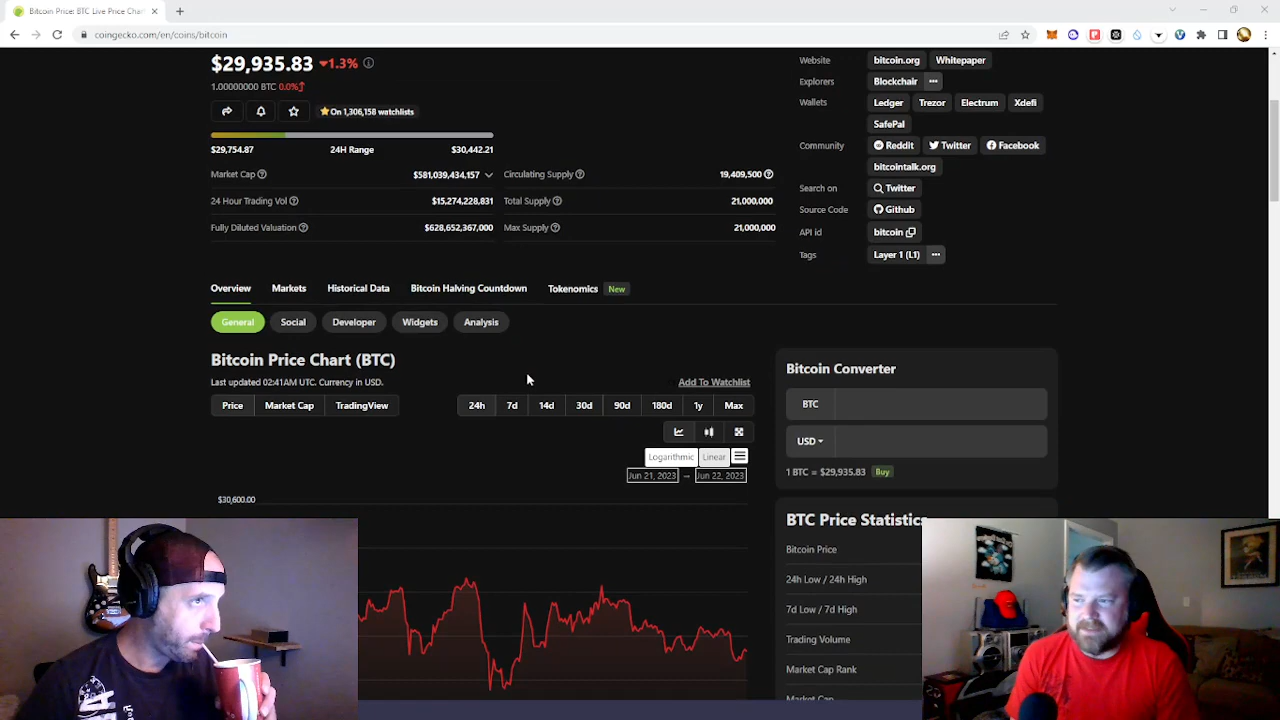 Bitcoin Price: BTC Live Price Char
coingecko.com/en/coins/bitcoin
$29,935.83 1.3%
1.00000000 BTC 0.0%
On 1,306,158 watchlists
$29,754.87 24H Range $30,442.21
Market Cap $581,039,434,157
24 Hour Trading Vol $15,274,228,831
Fully Diluted Valuation $628,652,367,000
Circulating Supply 19,409,500
Total Supply 21,000,000
Max Supply 21,000,000
Website bitcoin.org Whitepaper
Explorers Blockchair
Wallets Ledger Trezor Electrum Xdefi
SafePal
Community Reddit Twitter Facebook
bitcointalk.org
Search on Twitter
Source Code Github
API id bitcoin
Tags Layer 1 (L1)
Overview Markets Historical Data Bitcoin Halving Countdown Tokenomics New
General Social Developer Widgets Analysis
Bitcoin Price Chart (BTC)
Last updated 02:41AM UTC. Currency in USD.
Add To Watchlist
Price Market Cap TradingView
24h 7d 14d 30d 90d 180d 1y Max
Logarithmic Linear
Jun 21, 2023 → Jun 22, 2023
$30,600.00
Bitcoin Converter
BTC
USD
1 BTC = $29,935.83 Buy
BTC Price Statistics
Bitcoin Price
24h Low / 24h High
7d Low / 7d High
Trading Volume
Market Cap Rank
Market Cap